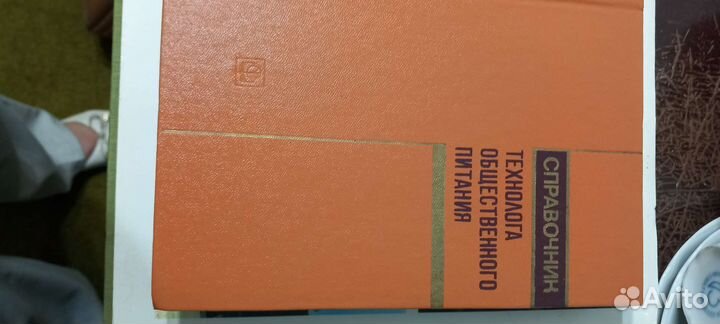 СПРАВОЧНИК
ТЕХНОЛОГА
ОБЩЕСТВЕННОГО
ПИТАНИЯ
Avito